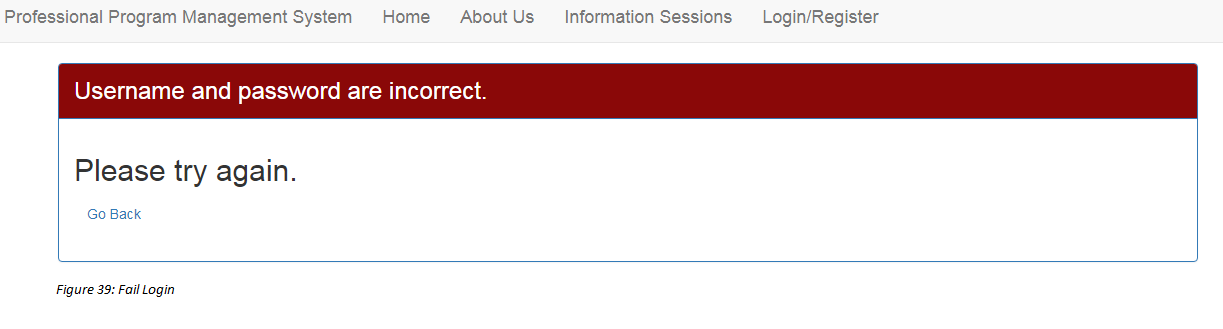 Professional Program Management System Home About Us Information Sessions Login/Register
Username and password are incorrect.
Please try again.
Go Back
Figure 39: Fail Login